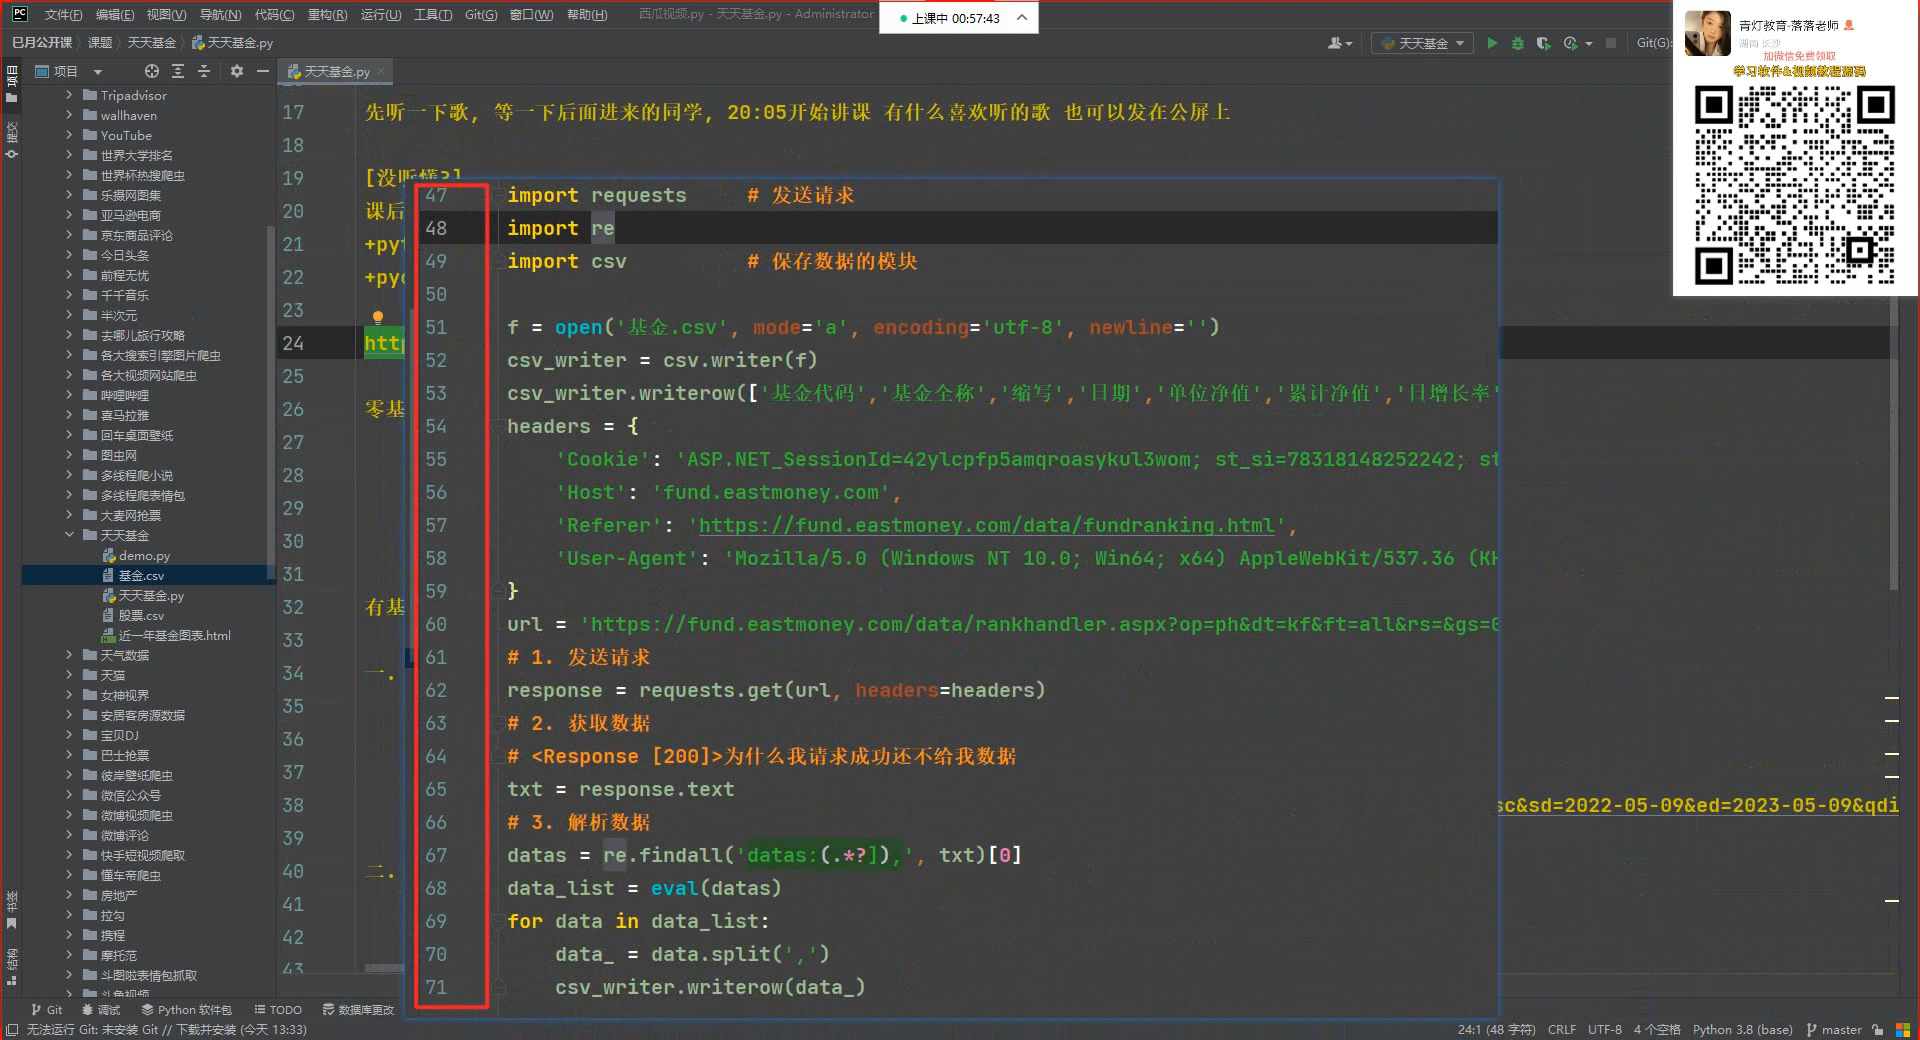 文件(F) 编辑(E) 视图(V) 导航(N) 代码(C) 重构(R) 运行(U) 工具(T) Git(G) 窗口(W) 帮助(H) 西瓜视频.py - 天天基金.py - Administrator
上课中 00:57:43
巳月公开课 课题 天天基金 天天基金.py
天天基金
Git(G):
青灯教育-落落老师
湖南 长沙
加微信免费领取
学习软件&视频教程源码
项目
天天基金.py
项目
提交
书签
结构
Tripadvisor
wallhaven
YouTube
世界大学排名
世界杯热搜爬虫
乐摄网图集
亚马逊电商
京东商品评论
今日头条
前程无忧
千千音乐
半次元
去哪儿旅行攻略
各大搜索引擎图片爬虫
各大视频网站爬虫
哔哩哔哩
喜马拉雅
回车桌面壁纸
图虫网
多线程爬小说
多线程爬表情包
大麦网抢票
天天基金
demo.py
基金.csv
天天基金.py
股票.csv
近一年基金图表.html
天气数据
天猫
女神视界
安居客房源数据
宝贝DJ
巴士抢票
彼岸壁纸爬虫
微信公众号
微博视频爬虫
微博评论
快手短视频爬取
懂车帝爬虫
房地产
拉勾
携程
摩托范
斗图啦表情包抓取
斗鱼视频
17 先听一下歌, 等一下后面进来的同学, 20:05开始讲课 有什么喜欢听的歌 也可以发在公屏上
18
19 [没听懂?]
20 课后
21 +pyt
22 +pyc
23
24 http
25
26 零基
27
28
29
30
31
32 有基
33
34 一.
35
36
37
38 sc&sd=2022-05-09&ed=2023-05-09&qdi
39
40 二.
41
42
43
47 import requests # 发送请求
48 import re
49 import csv # 保存数据的模块
50
51 f = open('基金.csv', mode='a', encoding='utf-8', newline='')
52 csv_writer = csv.writer(f)
53 csv_writer.writerow(['基金代码','基金全称','缩写','日期','单位净值','累计净值','日增长率'
54 headers = {
55 'Cookie': 'ASP.NET_SessionId=42ylcpfp5amqroasykul3wom; st_si=78318148252242; st
56 'Host': 'fund.eastmoney.com',
57 'Referer': 'https://fund.eastmoney.com/data/fundranking.html',
58 'User-Agent': 'Mozilla/5.0 (Windows NT 10.0; Win64; x64) AppleWebKit/537.36 (KH
59 }
60 url = 'https://fund.eastmoney.com/data/rankhandler.aspx?op=ph&dt=kf&ft=all&rs=&gs=0
61 # 1. 发送请求
62 response = requests.get(url, headers=headers)
63 # 2. 获取数据
64 # <Response [200]>为什么我请求成功还不给我数据
65 txt = response.text
66 # 3. 解析数据
67 datas = re.findall('datas:(.*?]),', txt)[0]
68 data_list = eval(datas)
69 for data in data_list:
70 data_ = data.split(',')
71 csv_writer.writerow(data_)
Git 调试 Python 软件包 TODO 数据库更改
无法运行 Git: 未安装 Git // 下载并安装 (今天 13:33)
24:1 (48 字符) CRLF UTF-8 4 个空格 Python 3.8 (base) master